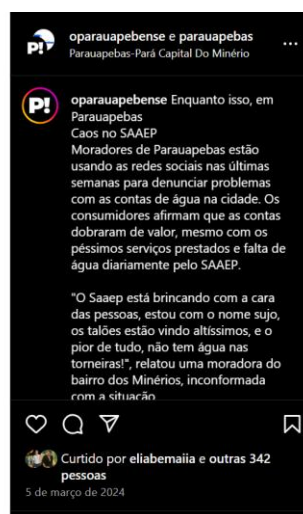 P!
oparauapebense e parauapebas
Parauapebas-Pará Capital Do Minério
P!
oparauapebense Enquanto isso, em
Parauapebas
Caos no SAAEP
Moradores de Parauapebas estão
usando as redes sociais nas últimas
semanas para denunciar problemas
com as contas de água na cidade. Os
consumidores afirmam que as contas
dobraram de valor, mesmo com os
péssimos serviços prestados e falta de
água diariamente pelo SAAEP.
"O Saaep está brincando com a cara
das pessoas, estou com o nome sujo,
os talões estão vindo altíssimos, e o
pior de tudo, não tem água nas
torneiras!", relatou uma moradora do
bairro dos Minérios, inconformada
com a situação
Curtido por eliabemaiia e outras 342
pessoas
5 de março de 2024